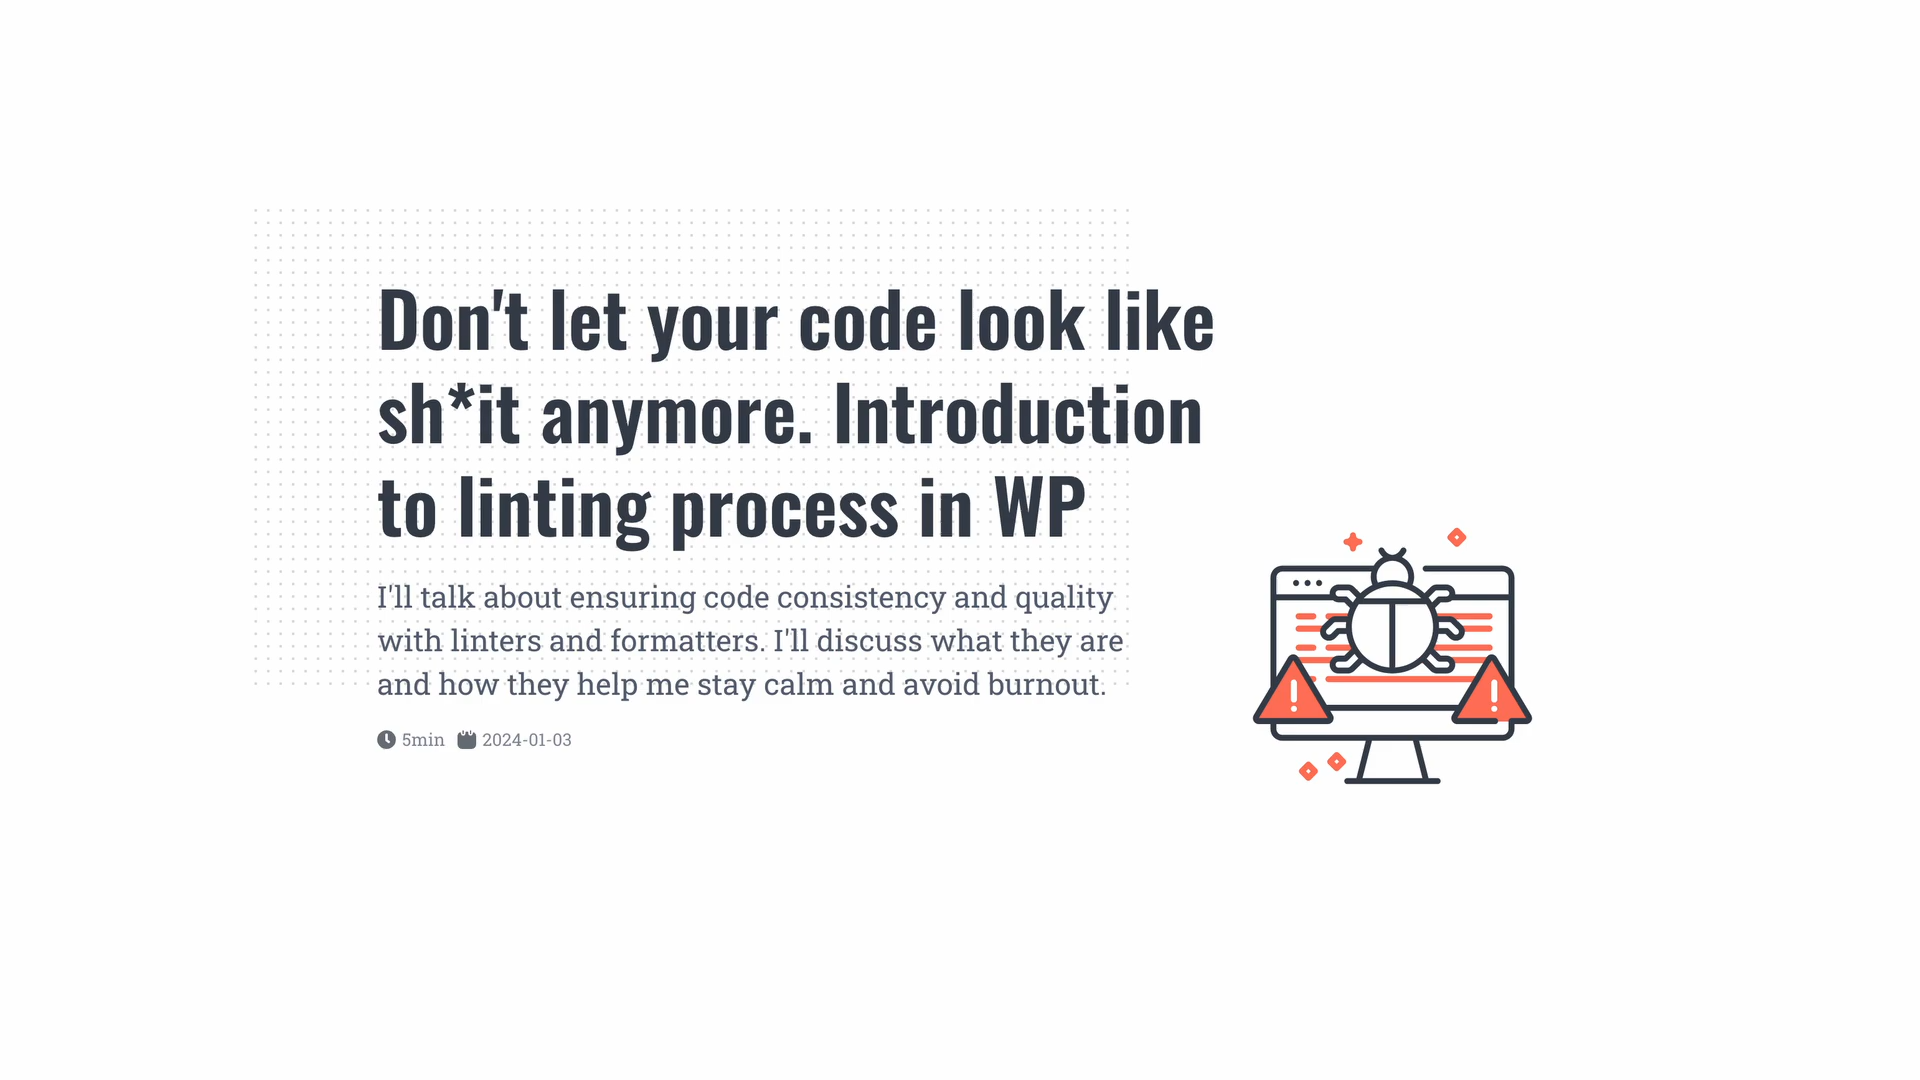 Don't let your code look like
sh*it anymore. Introduction
to linting process in WP
I'll talk about ensuring code consistency and quality
with linters and formatters. I'll discuss what they are
and how they help me stay calm and avoid burnout.
5min 2024-01-03